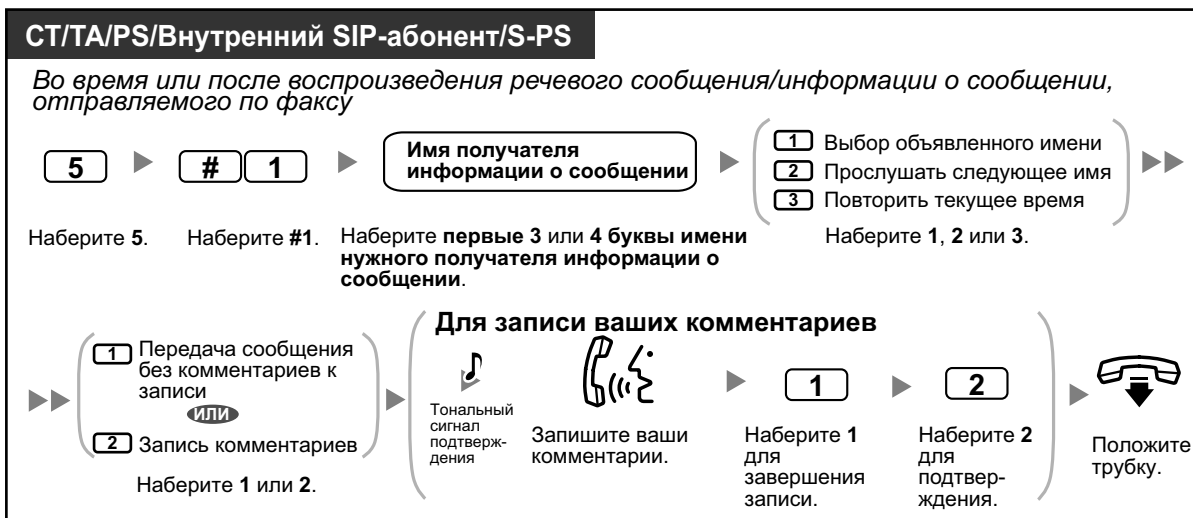 СТ/ТА/PS/Внутренний SIP-абонент/S-PS
Во время или после воспроизведения речевого сообщения/информации о сообщении,
отправляемого по факсу
5
# 1
Имя получателя
информации о сообщении
1 Выбор объявленного имени
2 Прослушать следующее имя
3 Повторить текущее время
Наберите 5.
Наберите #1.
Наберите первые 3 или 4 буквы имени
нужного получателя информации о
сообщении.
Наберите 1, 2 или 3.
1 Передача сообщения
без комментариев к
записи
ИЛИ
2 Запись комментариев
Наберите 1 или 2.
Для записи ваших комментариев
Тональный
сигнал
подтверж-
дения
Запишите ваши
комментарии.
1
Наберите 1
для
завершения
записи.
2
Наберите 2
для
подтвер-
ждения.
Положите
трубку.